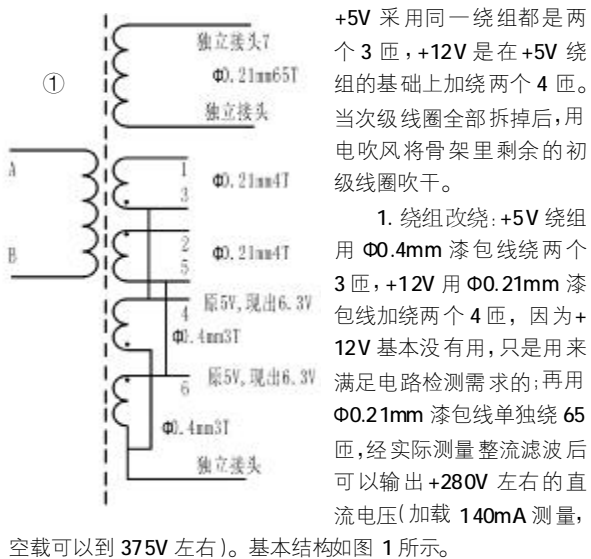 ①
独立接头7
Φ0.21mm65T
独立接头
A
B
1
Φ0.21mm4T
3
2
Φ0.21mm4T
5
原5V,现出6.3V
4
Φ0.4mm3T
原5V,现出6.3V
6
Φ0.4mm3T
独立接头
+5V 采用同一绕组都是两
个 3 匝，+12V 是在 +5V 绕
组的基础上加绕两个 4 匝。
当次级线圈全部拆掉后，用
电吹风将骨架里剩余的初
级线圈吹干。
1. 绕组改绕：+5V 绕组
用 Φ0.4mm 漆包线绕两个
3 匝，+12V 用 Φ0.21mm 漆
包线加绕两个 4 匝，因为+
12V 基本没有用，只是用来
满足电路检测需求的；再用
Φ0.21mm 漆包线单独绕 65
匝，经实际测量整流滤波后
可以输出 +280V 左右的直
流电压(加载 140mA 测量，
空载可以到 375V 左右)。基本结构如图 1 所示。